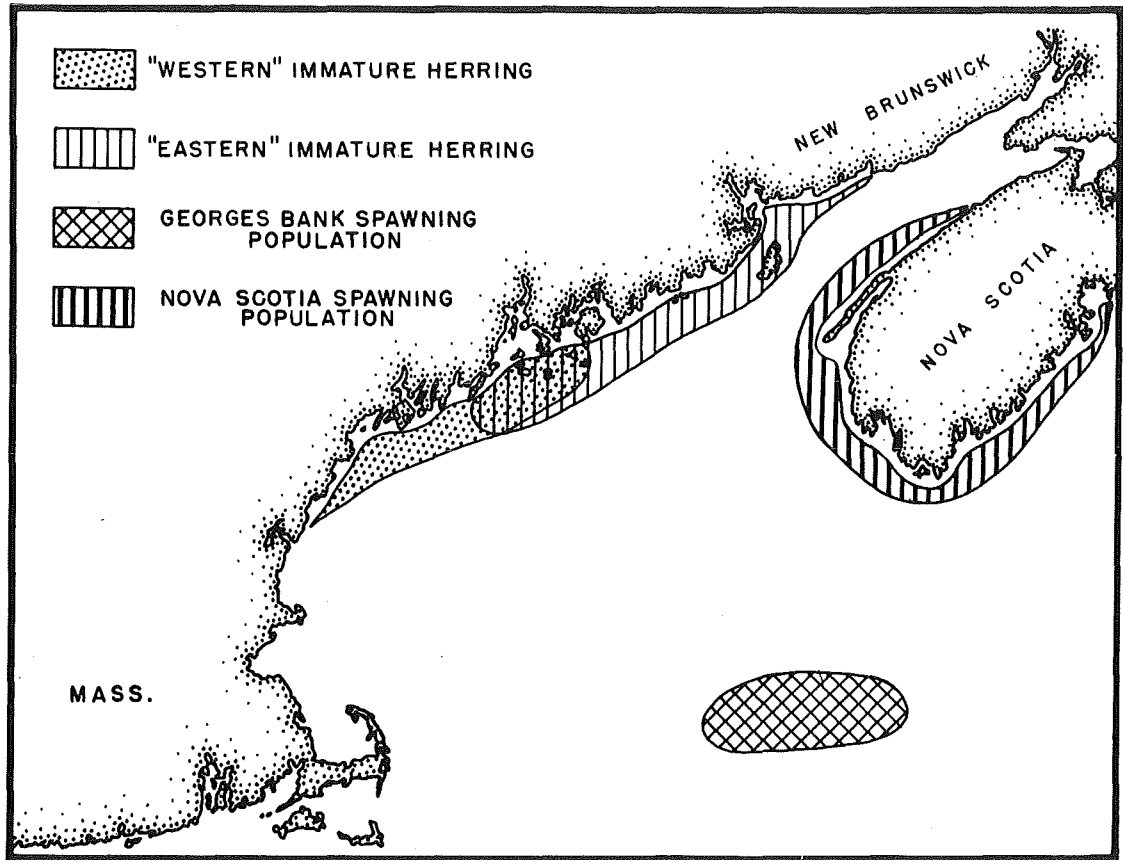 "WESTERN" IMMATURE HERRING
"EASTERN" IMMATURE HERRING
GEORGES BANK SPAWNING
POPULATION
NOVA SCOTIA SPAWNING
POPULATION
NEW BRUNSWICK
NOVA SCOTIA
MASS.